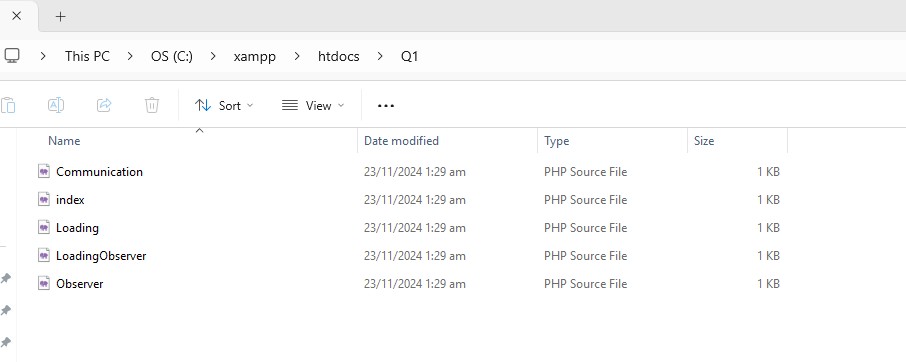 This PC > OS (C:) > xampp > htdocs > Q1
Sort View
Name Date modified Type Size
Communication 23/11/2024 1:29 am PHP Source File 1 KB
index 23/11/2024 1:29 am PHP Source File 1 KB
Loading 23/11/2024 1:29 am PHP Source File 1 KB
LoadingObserver 23/11/2024 1:29 am PHP Source File 1 KB
Observer 23/11/2024 1:29 am PHP Source File 1 KB